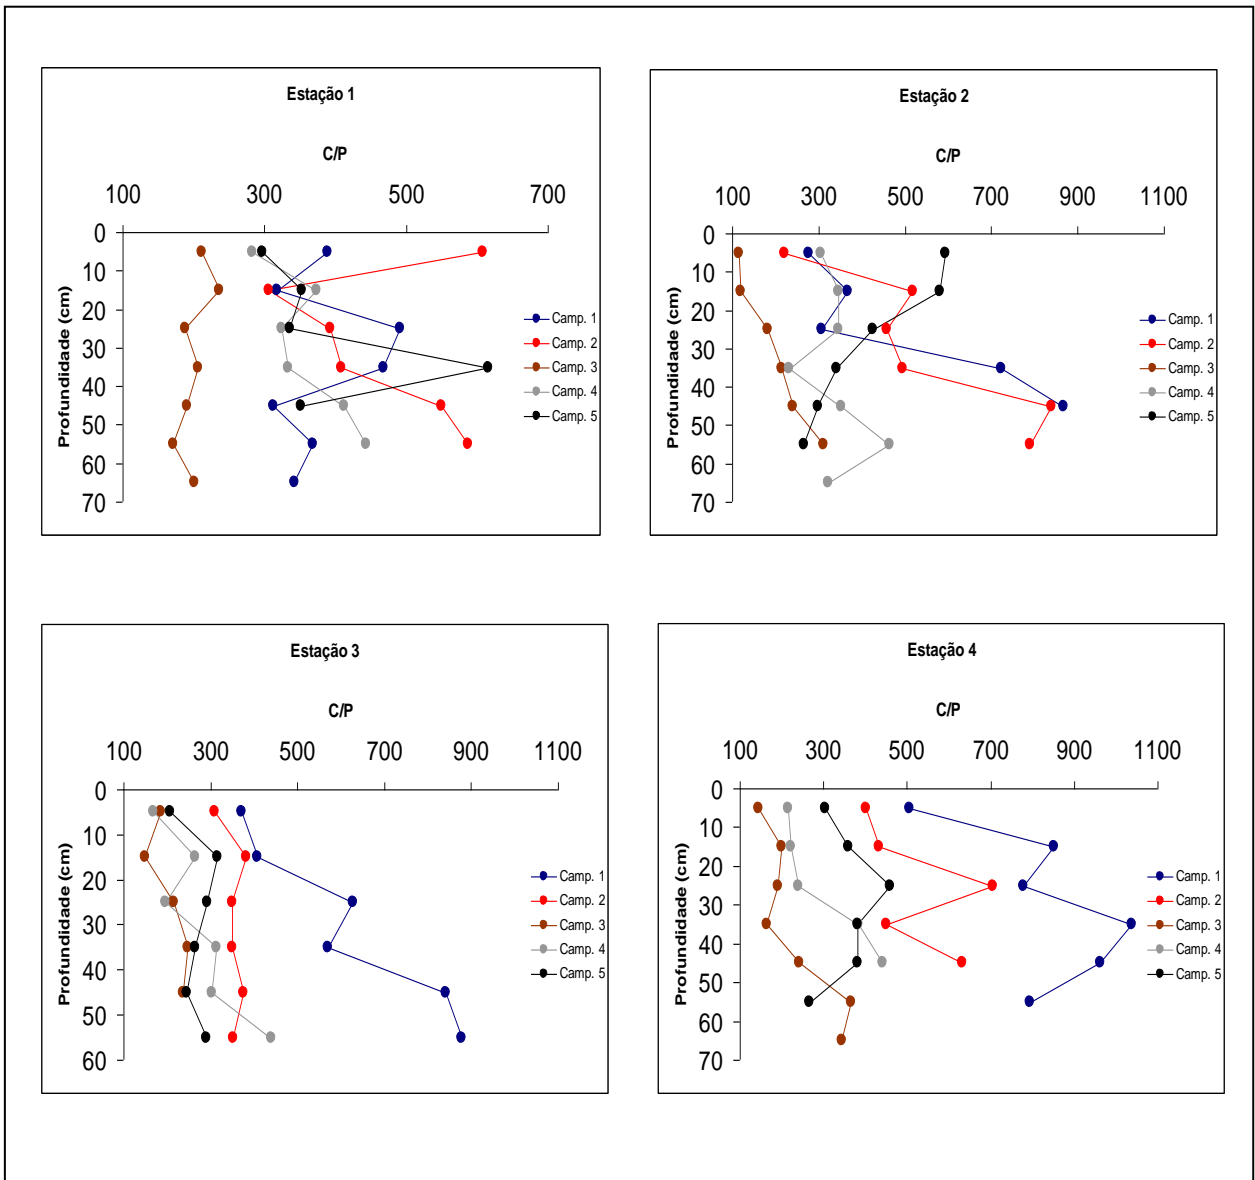 Estação 1
C/P
100 300 500 700
0
10
20
30
40
50
60
70
Profundidade (cm)
Camp. 1
Camp. 2
Camp. 3
Camp. 4
Camp. 5
Estação 2
C/P
100 300 500 700 900 1100
0
10
20
30
40
50
60
70
Profundidade (cm)
Camp. 1
Camp. 2
Camp. 3
Camp. 4
Camp. 5
Estação 3
C/P
100 300 500 700 900 1100
0
10
20
30
40
50
60
Profundidade (cm)
Camp. 1
Camp. 2
Camp. 3
Camp. 4
Camp. 5
Estação 4
C/P
100 300 500 700 900 1100
0
10
20
30
40
50
60
70
Profundidade (cm)
Camp. 1
Camp. 2
Camp. 3
Camp. 4
Camp. 5